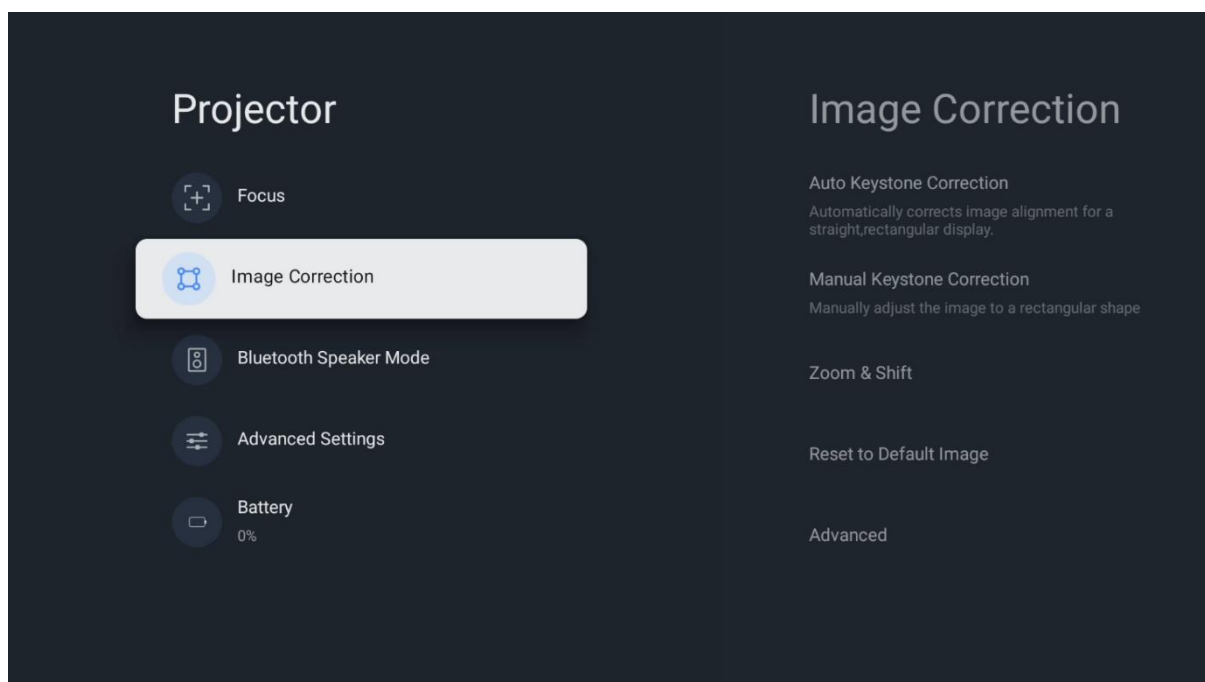 Projector
Focus
Image Correction
Bluetooth Speaker Mode
Advanced Settings
Battery
0%
Image Correction
Auto Keystone Correction
Automatically corrects image alignment for a
straight,rectangular display.
Manual Keystone Correction
Manually adjust the image to a rectangular shape
Zoom & Shift
Reset to Default Image
Advanced